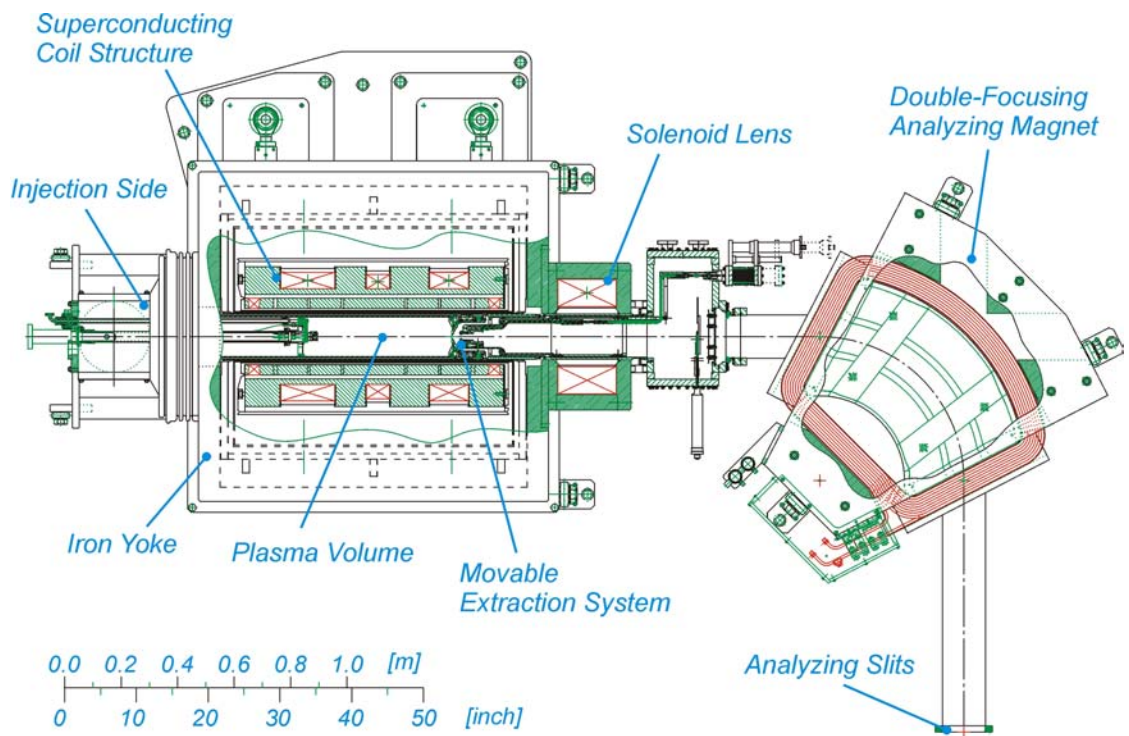 Superconducting
Coil Structure
Double-Focusing
Analyzing Magnet
Solenoid Lens
Injection Side
Iron Yoke
Plasma Volume
Movable
Extraction System
Analyzing Slits
0.0 0.2 0.4 0.6 0.8 1.0 [m]
0 10 20 30 40 50 [inch]